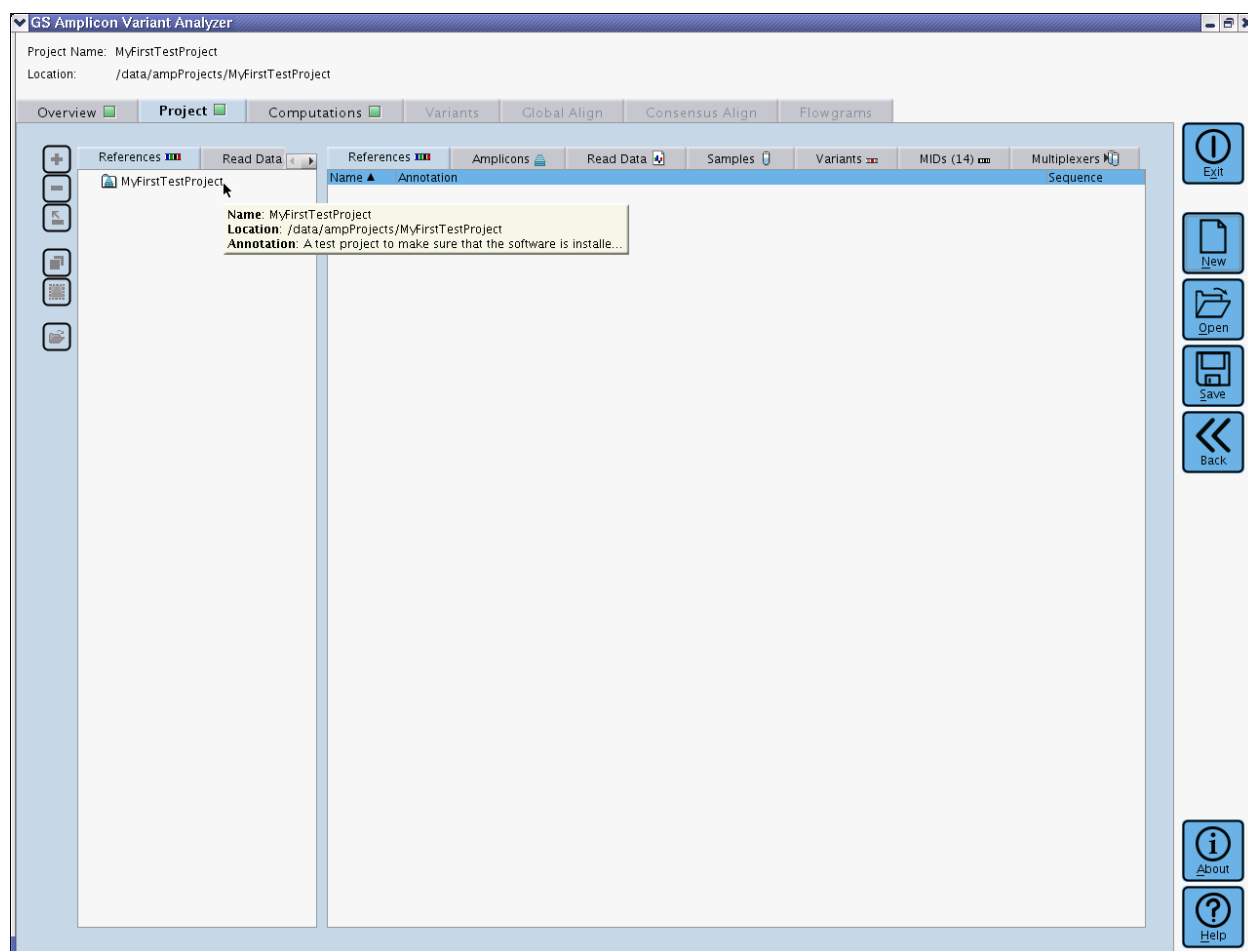 GS Amplicon Variant Analyzer
Project Name: MyFirstTestProject
Location: /data/ampProjects/MyFirstTestProject
Overview Project Computations Variants Global Align Consensus Align Flowgrams
References Read Data References Amplicons Read Data Samples Variants MIDs (14) Multiplexers
Name Annotation Sequence
MyFirstTestProject
Name: MyFirstTestProject
Location: /data/ampProjects/MyFirstTestProject
Annotation: A test project to make sure that the software is installe...
Exit
New
Open
Save
Back
About
Help